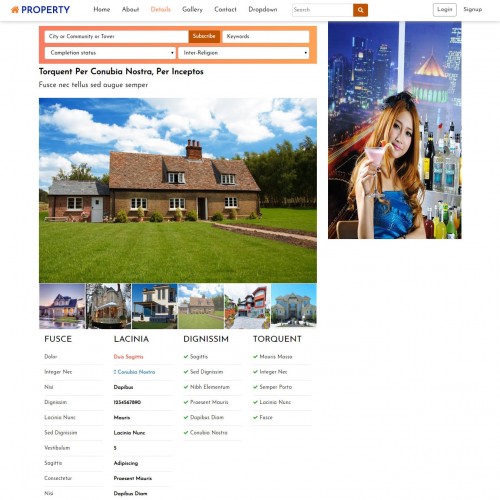 PROPERTY Home About Details Gallery Contact Dropdown Search Login Signup
City or Community or Tower Subscribe Keywords
Completion status Inter-Religion
Torquent Per Conubia Nostra, Per Inceptos
Fusce nec tellus sed augue semper
FUSCE LACINIA DIGNISSIM TORQUENT
Dolor Duis Sagittis Sagittis Mauris Massa
Integer Nec Conubia Nostra Sed Dignissim Integer Nec
Nisi Dapibus Nibh Elementum Semper Porta
Dignissim 1234567890 Praesent Mauris Lacinia Nunc
Lacinia Nunc Mauris Dapibus Diam Fusce
Sed Dignissim Lacinia Nunc Conubia Nostra
Vestibulum 5
Sagittis Adipiscing
Consectetur Praesent Mauris
Nisi Dapibus Diam